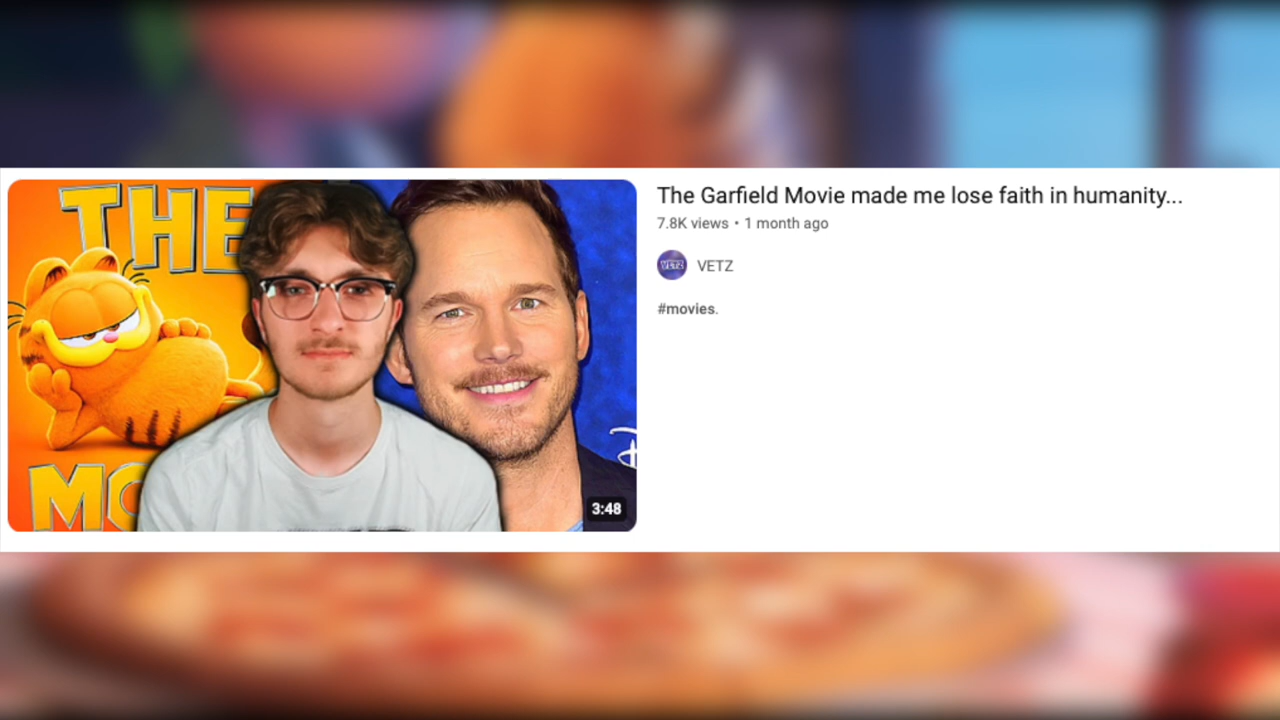 THE
MO
3:48
The Garfield Movie made me lose faith in humanity...
7.8K views • 1 month ago
VETZ
VETZ
#movies.